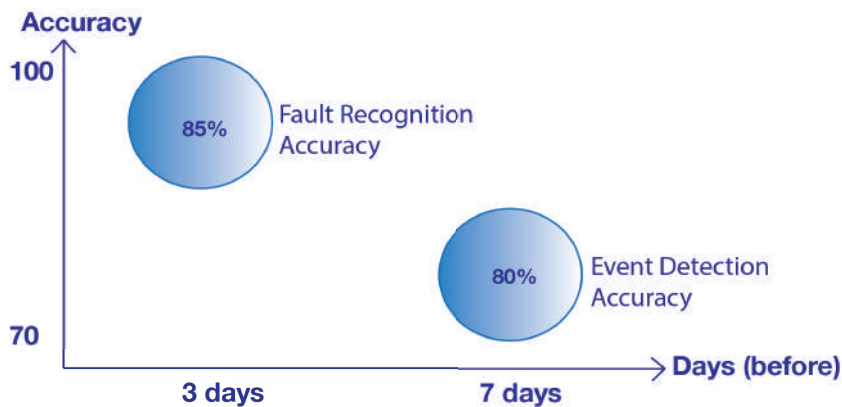 Accuracy
100
85%
Fault Recognition
Accuracy
80%
Event Detection
Accuracy
70
Days (before)
3 days
7 days